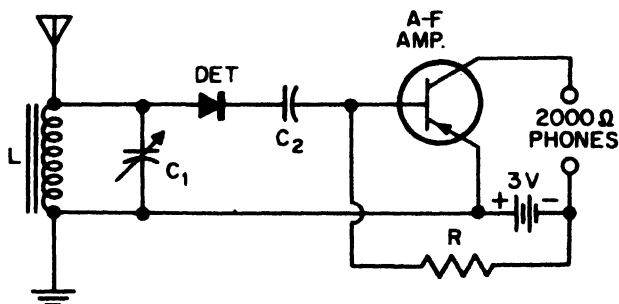 A-F
AMP.
DET
C2
2000Ω
PHONES
L
C1
3V
+ −
R